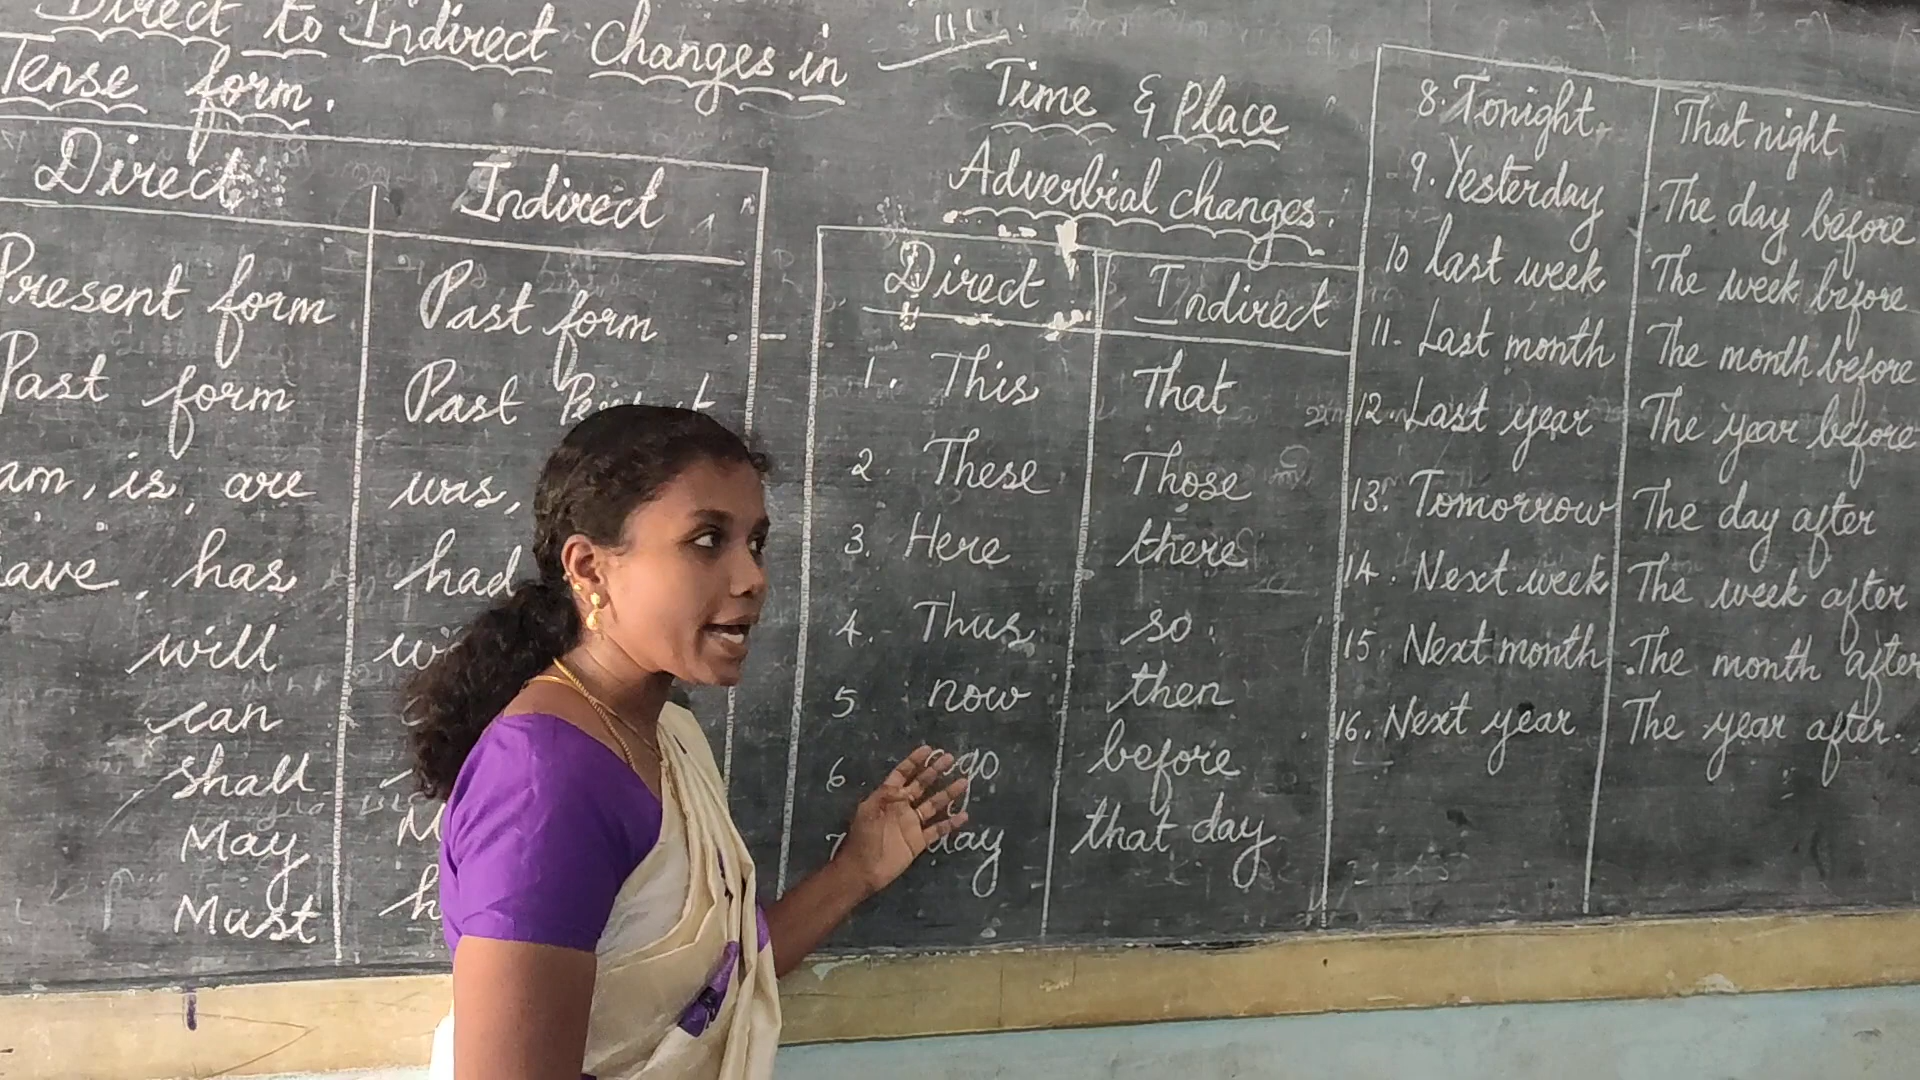 Direct to Indirect Changes in
Tense form.
Direct Indirect
Present form Past form
Past form Past
am, is, are was,
has had
will
can
shall
May
Must
Time & Place
Adverbial changes.
Direct Indirect
1. This That
2. These Those
3. Here there
4. Thus so.
5 now then
6. before
7 that day
8. Tonight That night
9. Yesterday The day before
10 last week The week before
11. Last month The month before
12. Last year The year before
13. Tomorrow The day after
14. Next week The week after
15. Next month The month after
16. Next year The year after.